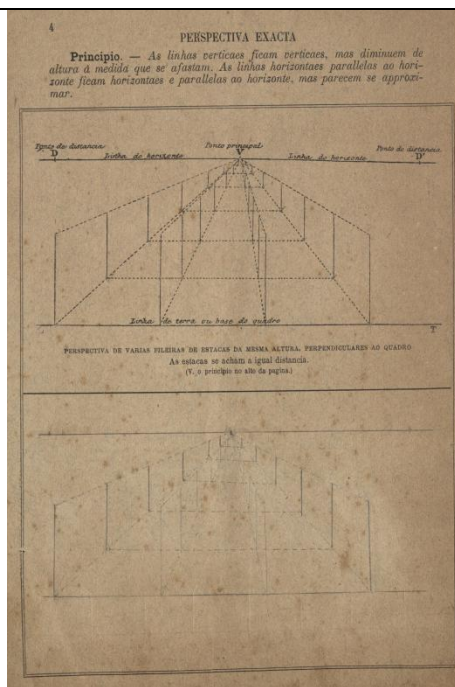 4
PERSPECTIVA EXACTA
Principio. — As linhas verticaes ficam verticaes, mas diminuem de
altura à medida que se afastam. As linhas horizontaes parallelas ao hori-
zonte ficam horizontaes e parallelas ao horizonte, mas parecem se approxi-
mar.
Ponto de distancia
Ponto principal
Ponto de distancia
D
V
D'
Linha do horizonte
Linha do horizonte
Linha de terra ou base do quadro
T
PERSPECTIVA DE VARIAS FILEIRAS DE ESTACAS DA MESMA ALTURA, PERPENDICULARES AO QUADRO
As estacas se acham a igual distancia.
(V. o principio no alto da pagina.)